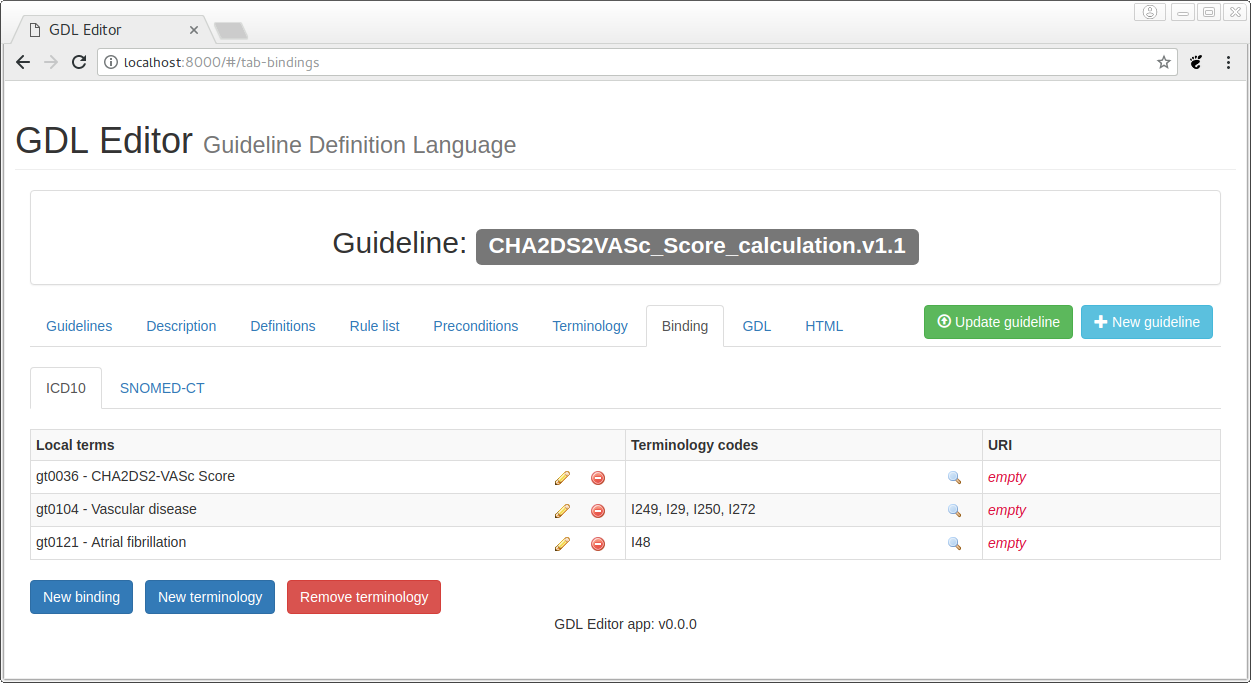 GDL Editor
localhost:8000/#/tab-bindings
GDL Editor Guideline Definition Language
Guideline: CHA2DS2VASc_Score_calculation.v1.1
Guidelines Description Definitions Rule list Preconditions Terminology Binding GDL HTML Update guideline New guideline
ICD10 SNOMED-CT
Local terms Terminology codes URI
gt0036 - CHA2DS2-VASc Score empty
gt0104 - Vascular disease I249, I29, I250, I272 empty
gt0121 - Atrial fibrillation I48 empty
New binding New terminology Remove terminology
GDL Editor app: v0.0.0